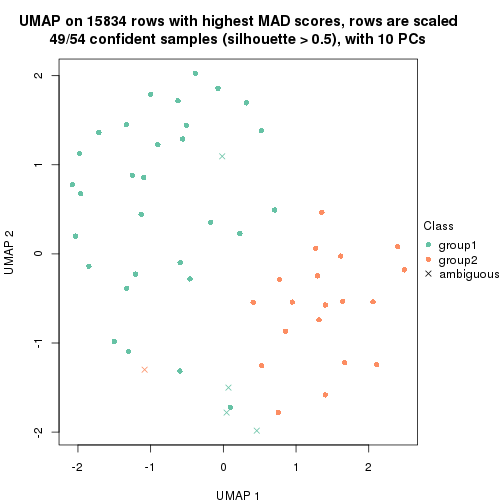 UMAP on 15834 rows with highest MAD scores, rows are scaled
49/54 confident samples (silhouette > 0.5), with 10 PCs
2
1
0
-1
-2
UMAP 2
-2
-1
0
1
2
UMAP 1
Class
group1
group2
ambiguous